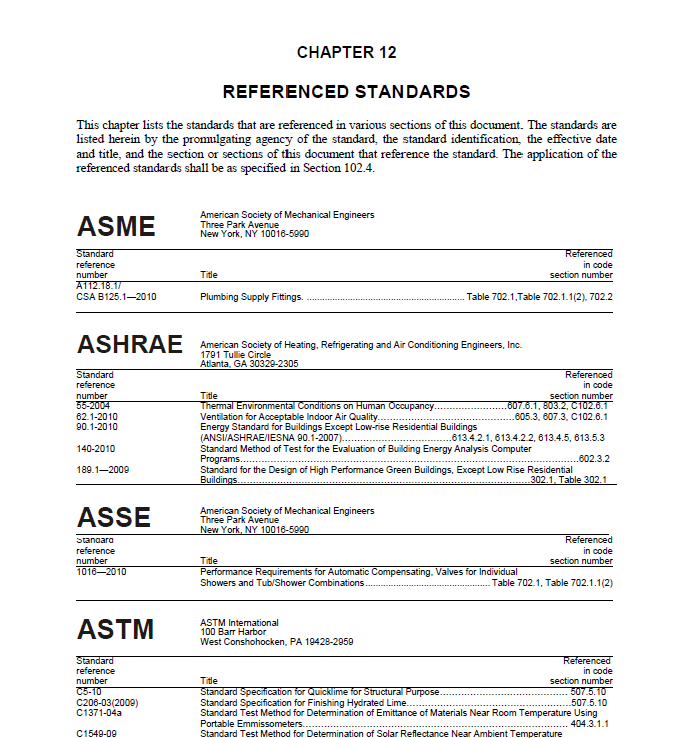 CHAPTER 12
REFERENCED STANDARDS
This chapter lists the standards that are referenced in various sections of this document. The standards are
listed herein by the promulgating agency of the standard, the standard identification, the effective date
and title, and the section or sections of this document that reference the standard. The application of the
referenced standards shall be as specified in Section 102.4.
ASME
American Society of Mechanical Engineers
Three Park Avenue
New York, NY 10016-5990
Standard Referenced
reference in code
number Title section number
A112.18.1/
CSA B125.1—2010 Plumbing Supply Fittings. ........................................................ Table 702.1,Table 702.1.1(2), 702.2
ASHRAE
American Society of Heating, Refrigerating and Air Conditioning Engineers, Inc.
1791 Tullie Circle
Atlanta, GA 30329-2305
Standard Referenced
reference in code
number Title section number
55-2004 Thermal Environmental Conditions on Human Occupancy……………………607.6.1, 803.2, C102.6.1
62.1-2010 Ventilation for Acceptable Indoor Air Quality……………………………………605.3, 607.3, C102.6.1
90.1-2010 Energy Standard for Buildings Except Low-rise Residential Buildings
(ANSI/ASHRAE/IESNA 90.1-2007)………………………………613.4.2.1, 613.4.2.2, 613.4.5, 613.5.3
140-2010 Standard Method of Test for the Evaluation of Building Energy Analysis Computer
Programs……………………………………………………………………………………………602.3.2
189.1—2009 Standard for the Design of High Performance Green Buildings, Except Low Rise Residential
Buildings……………………………………………………………………………………302.1, Table 302.1
ASSE
American Society of Mechanical Engineers
Three Park Avenue
New York, NY 10016-5990
Standard Referenced
reference in code
number Title section number
1016—2010 Performance Requirements for Automatic Compensating, Valves for Individual
Showers and Tub/Shower Combinations.............................................. Table 702.1, Table 702.1.1(2)
ASTM
ASTM International
100 Barr Harbor
West Conshohocken, PA 19428-2959
Standard Referenced
reference in code
number Title section number
C5-10 Standard Specification for Quicklime for Structural Purpose…………………………………… 507.5.10
C206-03(2009) Standard Specification for Finishing Hydrated Lime………………………………………………507.5.10
C1371-04a Standard Test Method for Determination of Emittance of Materials Near Room Temperature Using
Portable Emissometers……………………………………………………………………………… 404.3.1.1
C1549-09 Standard Test Method for Determination of Solar Reflectance Near Ambient Temperature